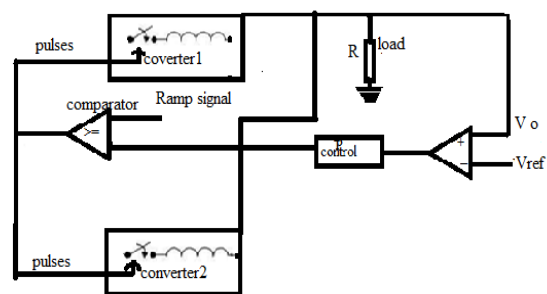 pulses
coverter1
R
load
comparator
Ramp signal
>=
P
control
+
−
V o
Vref
pulses
converter2